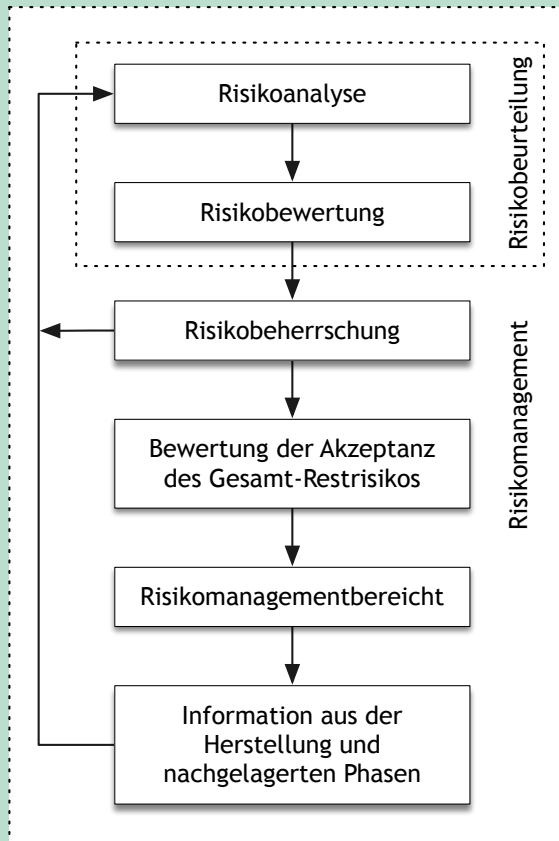 Risikoanalyse
Risikobewertung
Risikobeurteilung
Risikobeherrschung
Bewertung der Akzeptanz
des Gesamt-Restrisikos
Risikomanagement
Risikomanagementbereicht
Information aus der
Herstellung und
nachgelagerten Phasen